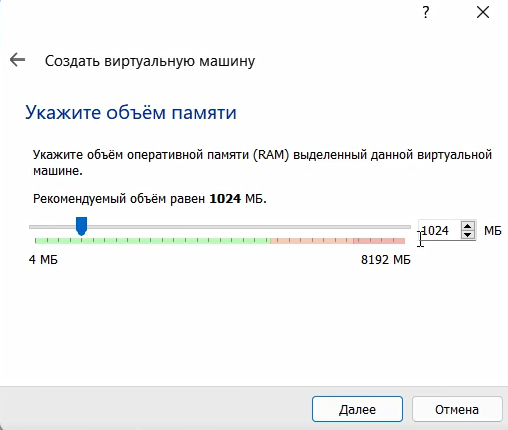 ?
Создать виртуальную машину
Укажите объём памяти
Укажите объём оперативной памяти (RAM) выделенный данной виртуальной
машине.
Рекомендуемый объём равен 1024 МБ.
1024 МБ
4 МБ 8192 МБ
Далее Отмена